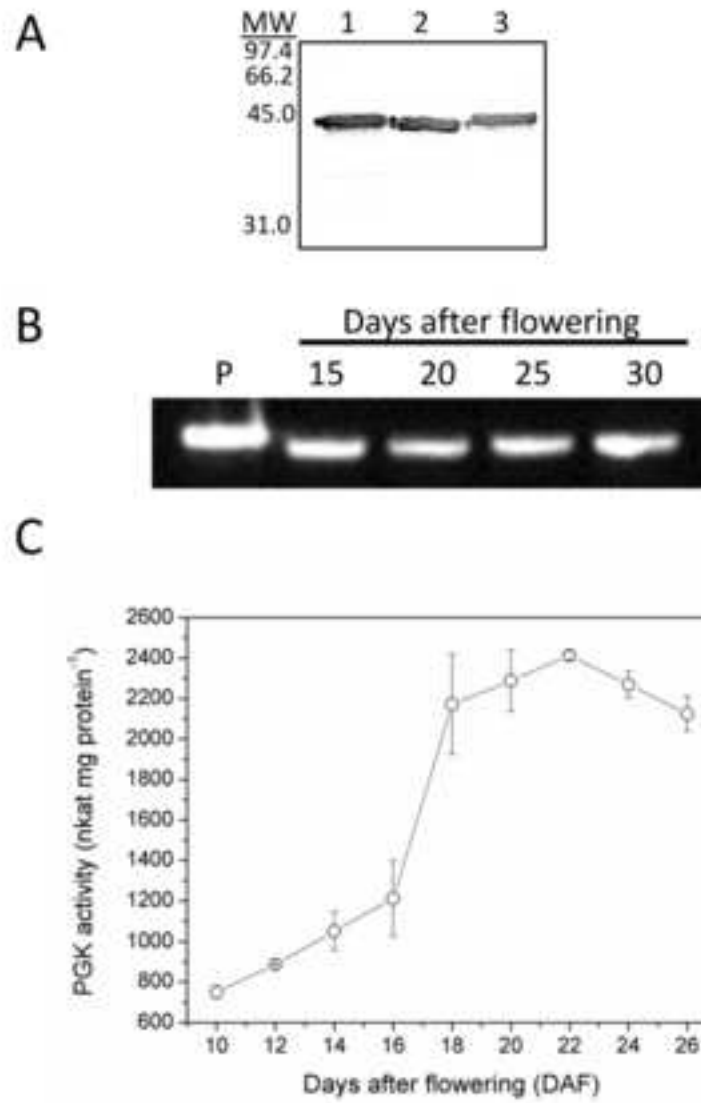 A
MW 1 2 3
97.4
66.2
45.0
31.0
B
Days after flowering
P 15 20 25 30
C
PGK activity (nkat mg protein⁻¹)
2600
2400
2200
2000
1800
1600
1400
1200
1000
800
600
10 12 14 16 18 20 22 24 26
Days after flowering (DAF)